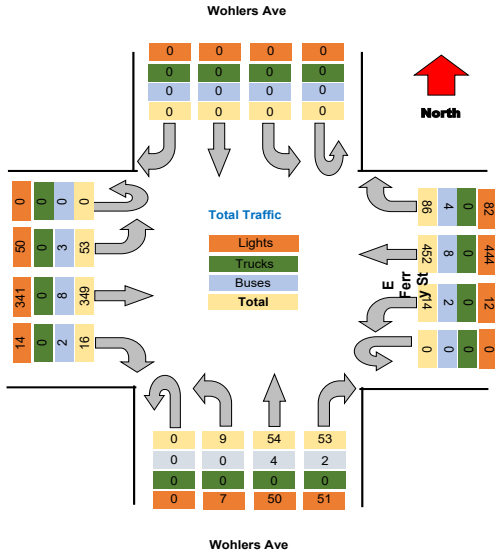 Wohlers Ave
0 0 0 0
0 0 0 0
0 0 0 0
0 0 0 0
North
0 0 0 0
50 0 3 53
341 0 8 349
14 0 2 16
Total Traffic
Lights
Trucks
Buses
Total
86 4 0 82
452 8 0 444
14 2 0 12
0 0 0 0
E
Ferr
y St
0 9 54 53
0 0 4 2
0 0 0 0
0 7 50 51
Wohlers Ave